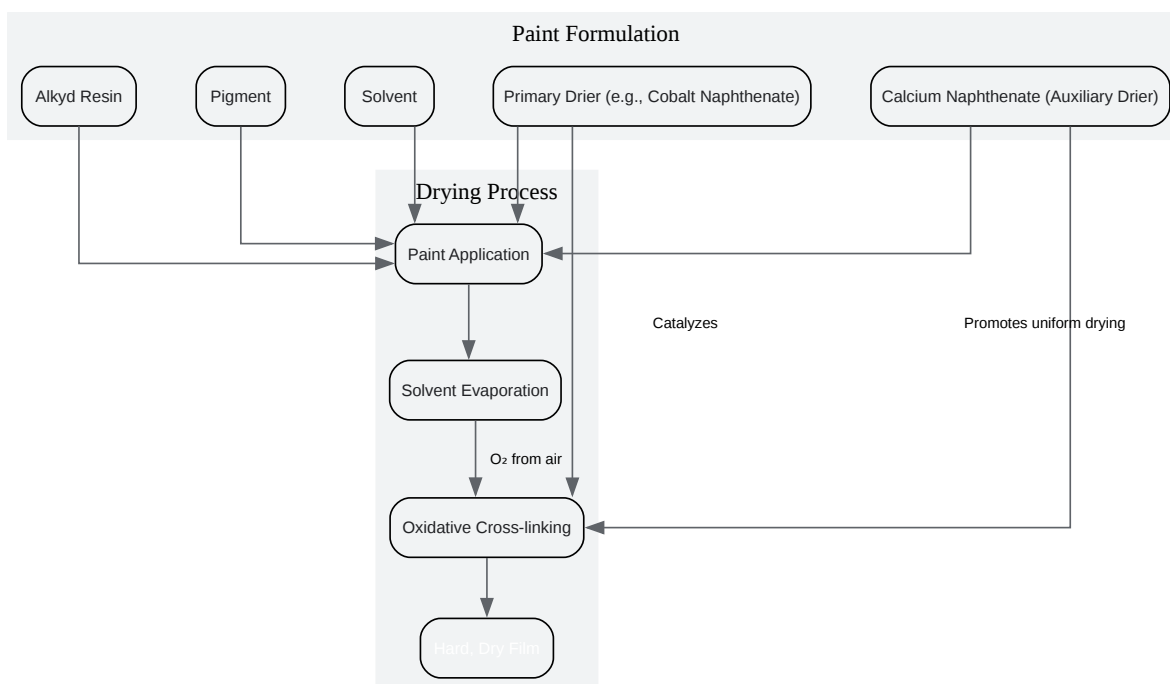 Paint Formulation
Alkyd Resin
Pigment
Solvent
Primary Drier (e.g., Cobalt Naphthenate)
Calcium Naphthenate (Auxiliary Drier)
Drying Process
Paint Application
Catalyzes
Promotes uniform drying
Solvent Evaporation
O₂ from air
Oxidative Cross-linking
Hard, Dry Film